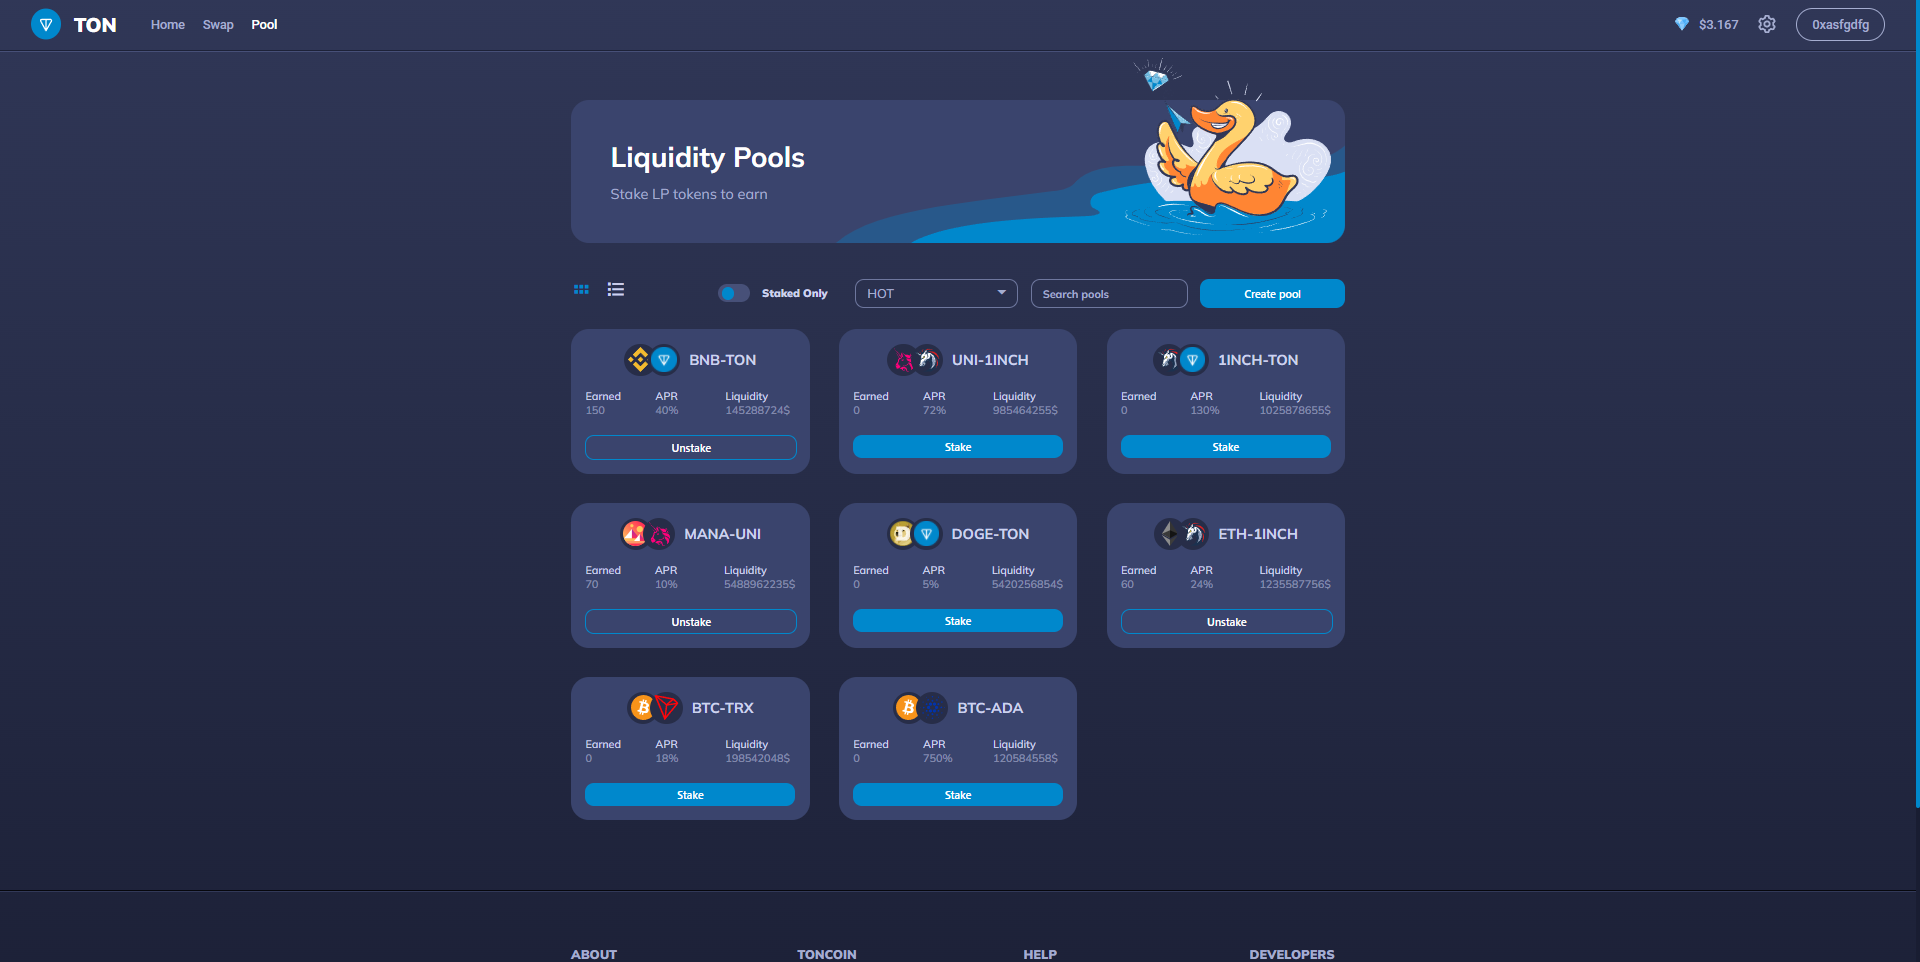 TON
Home Swap Pool
$3.167
0xasfgdfg
Liquidity Pools
Stake LP tokens to earn
Staked Only
HOT
Search pools
Create pool
BNB-TON
Earned APR Liquidity
150 40% 145288724$
Unstake
UNI-1INCH
Earned APR Liquidity
0 72% 985464255$
Stake
1INCH-TON
Earned APR Liquidity
0 130% 1025878655$
Stake
MANA-UNI
Earned APR Liquidity
70 10% 5488962235$
Unstake
DOGE-TON
Earned APR Liquidity
0 5% 5420256854$
Stake
ETH-1INCH
Earned APR Liquidity
60 24% 1235587756$
Unstake
BTC-TRX
Earned APR Liquidity
0 18% 198542048$
Stake
BTC-ADA
Earned APR Liquidity
0 750% 120584558$
Stake
ABOUT TONCOIN HELP DEVELOPERS